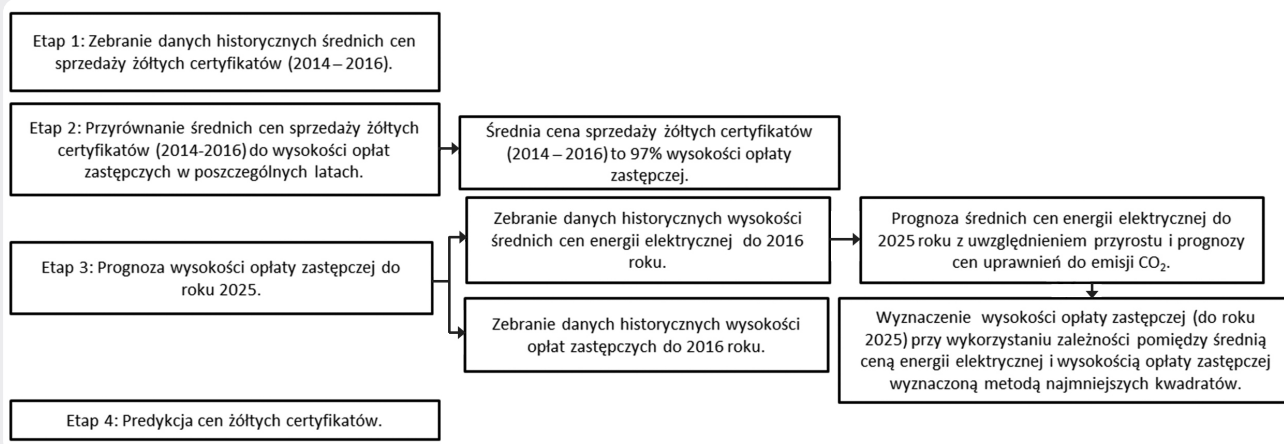 Etap 1: Zebranie danych historycznych średnich cen
sprzedaży żółtych certyfikatów (2014 – 2016).
Etap 2: Przyrównanie średnich cen sprzedaży żółtych
certyfikatów (2014-2016) do wysokości opłat
zastępczych w poszczególnych latach.
Średnia cena sprzedaży żółtych certyfikatów
(2014 – 2016) to 97% wysokości opłaty
zastępczej.
Etap 3: Prognoza wysokości opłaty zastępczej do
roku 2025.
Zebranie danych historycznych wysokości
średnich cen energii elektrycznej do 2016
roku.
Prognoza średnich cen energii elektrycznej do
2025 roku z uwzględnieniem przyrostu i prognozy
cen uprawnień do emisji CO₂.
Zebranie danych historycznych wysokości
opłat zastępczych do 2016 roku.
Wyznaczenie wysokości opłaty zastępczej (do roku
2025) przy wykorzystaniu zależności pomiędzy średnią
ceną energii elektrycznej i wysokością opłaty zastępczej
wyznaczoną metodą najmniejszych kwadratów.
Etap 4: Predykcja cen żółtych certyfikatów.